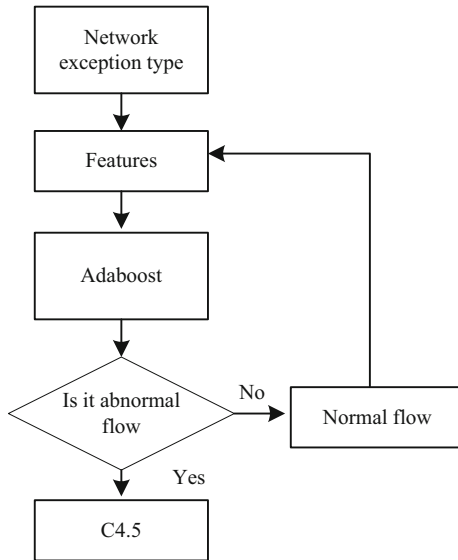 Network
exception type
Features
Adaboost
Is it abnormal
flow
No
Normal flow
Yes
C4.5